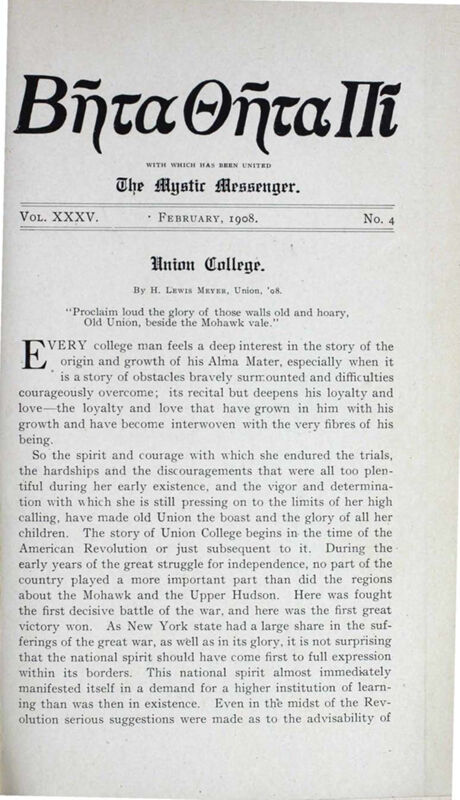 Βῆτα Θῆτα Πῖ
WITH WHICH HAS BEEN UNITED
The Mystic Messenger.
VOL. XXXV. · FEBRUARY, 1908. No. 4
Union College.
By H. LEWIS MEYER, Union, '08.
"Proclaim loud the glory of those walls old and hoary,
Old Union, beside the Mohawk vale."
EVERY college man feels a deep interest in the story of the
origin and growth of his Alma Mater, especially when it
is a story of obstacles bravely surmounted and difficulties
courageously overcome; its recital but deepens his loyalty and
love—the loyalty and love that have grown in him with his
growth and have become interwoven with the very fibres of his
being.
So the spirit and courage with which she endured the trials,
the hardships and the discouragements that were all too plen-
tiful during her early existence, and the vigor and determina-
tion with which she is still pressing on to the limits of her high
calling, have made old Union the boast and the glory of all her
children. The story of Union College begins in the time of the
American Revolution or just subsequent to it. During the
early years of the great struggle for independence, no part of the
country played a more important part than did the regions
about the Mohawk and the Upper Hudson. Here was fought
the first decisive battle of the war, and here was the first great
victory won. As New York state had a large share in the suf-
ferings of the great war, as well as in its glory, it is not surprising
that the national spirit should have come first to full expression
within its borders. This national spirit almost immediately
manifested itself in a demand for a higher institution of learn-
ing than was then in existence. Even in the midst of the Rev-
olution serious suggestions were made as to the advisability of